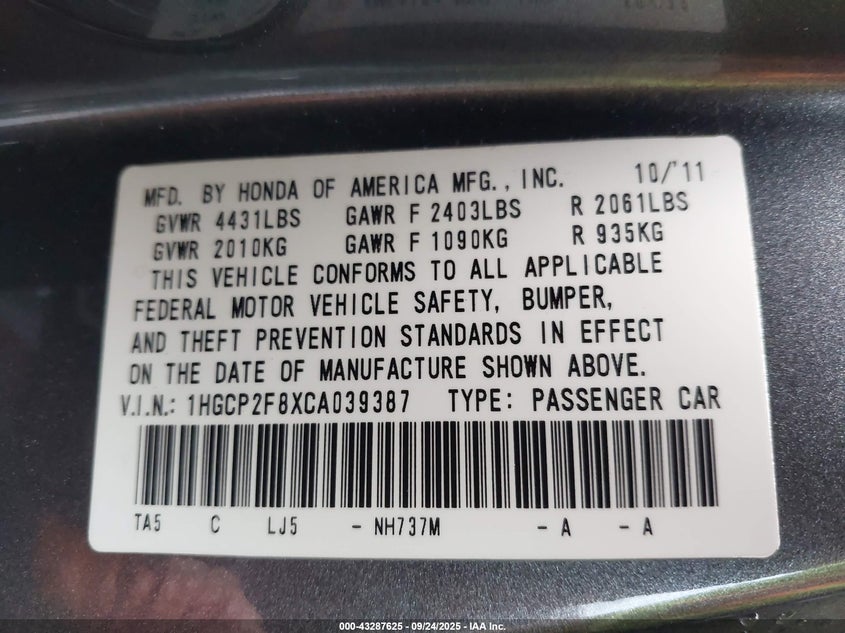 MFD. BY HONDA OF AMERICA MFG., INC. 10/'11
GVWR 4431LBS GAWR F 2403LBS R 2061LBS
GVWR 2010KG GAWR F 1090KG R 935KG
THIS VEHICLE CONFORMS TO ALL APPLICABLE
FEDERAL MOTOR VEHICLE SAFETY, BUMPER,
AND THEFT PREVENTION STANDARDS IN EFFECT
ON THE DATE OF MANUFACTURE SHOWN ABOVE.
V.I.N.: 1HGCP2F8XCA039387 TYPE: PASSENGER CAR
TA5 C LJ5 - NH737M - A - A
000-43287625 - 09/24/2025 - IAA Inc.